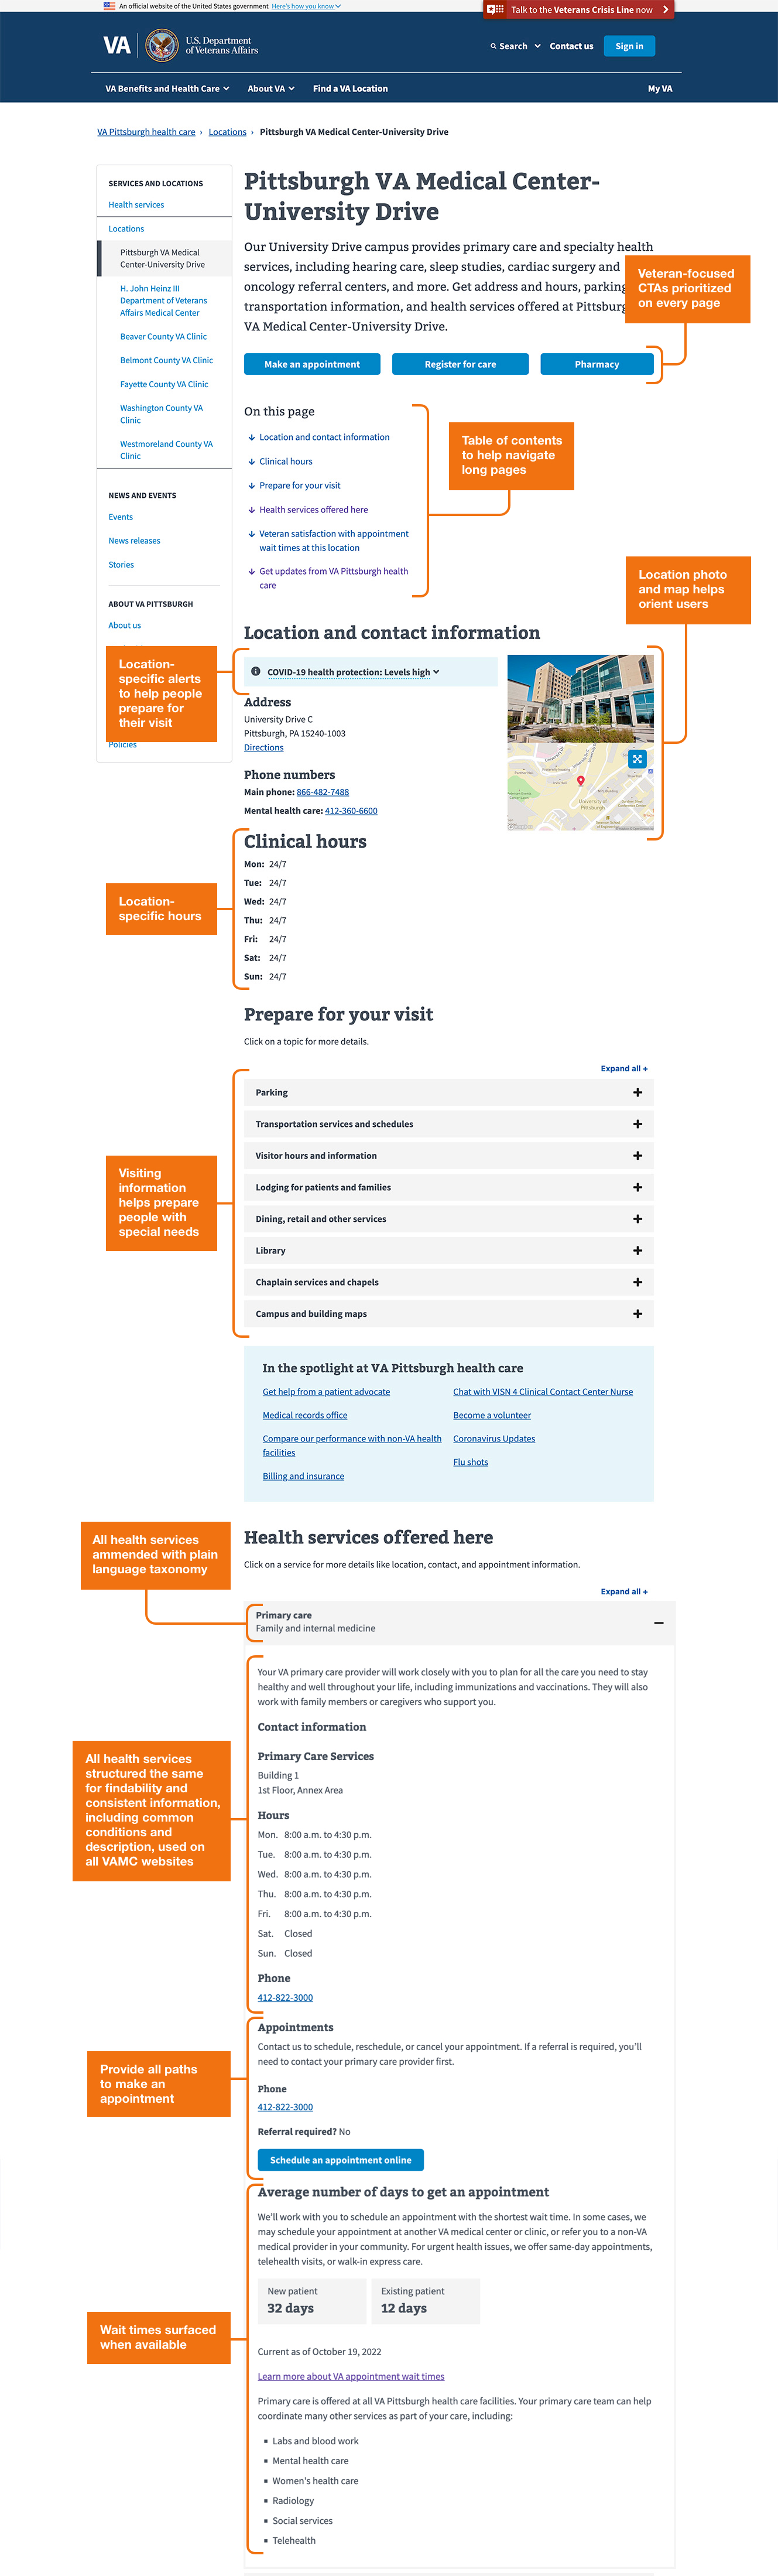 An official website of the United States government Here's how you know
Talk to the Veterans Crisis Line now
VA
U.S. Department
of Veterans Affairs
Search
Contact us
Sign in
VA Benefits and Health Care
About VA
Find a VA Location
My VA
VA Pittsburgh health care › Locations › Pittsburgh VA Medical Center-University Drive
SERVICES AND LOCATIONS
Health services
Locations
Pittsburgh VA Medical
Center-University Drive
H. John Heinz III
Department of Veterans
Affairs Medical Center
Beaver County VA Clinic
Belmont County VA Clinic
Fayette County VA Clinic
Washington County VA
Clinic
Westmoreland County VA
Clinic
NEWS AND EVENTS
Events
News releases
Stories
ABOUT VA PITTSBURGH
About us
Policies
Pittsburgh VA Medical Center-
University Drive
Our University Drive campus provides primary care and specialty health
services, including hearing care, sleep studies, cardiac surgery and
oncology referral centers, and more. Get address and hours, parking
transportation information, and health services offered at Pittsburg
VA Medical Center-University Drive.
Veteran-focused
CTAs prioritized
on every page
Make an appointment
Register for care
Pharmacy
On this page
Location and contact information
Clinical hours
Prepare for your visit
Health services offered here
Veteran satisfaction with appointment
wait times at this location
Get updates from VA Pittsburgh health
care
Table of contents
to help navigate
long pages
Location photo
and map helps
orient users
Location and contact information
Location-
specific alerts
to help people
prepare for
their visit
COVID-19 health protection: Levels high
Address
University Drive C
Pittsburgh, PA 15240-1003
Directions
Phone numbers
Main phone: 866-482-7488
Mental health care: 412-360-6600
University of
Pittsburgh
Clinical hours
Mon: 24/7
Tue: 24/7
Wed: 24/7
Thu: 24/7
Fri: 24/7
Sat: 24/7
Sun: 24/7
Location-
specific hours
Prepare for your visit
Click on a topic for more details.
Expand all +
Parking
Transportation services and schedules
Visitor hours and information
Lodging for patients and families
Dining, retail and other services
Library
Chaplain services and chapels
Campus and building maps
Visiting
information
helps prepare
people with
special needs
In the spotlight at VA Pittsburgh health care
Get help from a patient advocate
Medical records office
Compare our performance with non-VA health
facilities
Billing and insurance
Chat with VISN 4 Clinical Contact Center Nurse
Become a volunteer
Coronavirus Updates
Flu shots
All health services
ammended with plain
language taxonomy
Health services offered here
Click on a service for more details like location, contact, and appointment information.
Expand all +
Primary care
Family and internal medicine
Your VA primary care provider will work closely with you to plan for all the care you need to stay
healthy and well throughout your life, including immunizations and vaccinations. They will also
work with family members or caregivers who support you.
Contact information
Primary Care Services
Building 1
1st Floor, Annex Area
Hours
Mon. 8:00 a.m. to 4:30 p.m.
Tue. 8:00 a.m. to 4:30 p.m.
Wed. 8:00 a.m. to 4:30 p.m.
Thu. 8:00 a.m. to 4:30 p.m.
Fri. 8:00 a.m. to 4:30 p.m.
Sat. Closed
Sun. Closed
Phone
412-822-3000
All health services
structured the same
for findability and
consistent information,
including common
conditions and
description, used on
all VAMC websites
Appointments
Contact us to schedule, reschedule, or cancel your appointment. If a referral is required, you'll
need to contact your primary care provider first.
Phone
412-822-3000
Referral required? No
Schedule an appointment online
Provide all paths
to make an
appointment
Average number of days to get an appointment
We'll work with you to schedule an appointment with the shortest wait time. In some cases, we
may schedule your appointment at another VA medical center or clinic, or refer you to a non-VA
medical provider in your community. For urgent health issues, we offer same-day appointments,
telehealth visits, or walk-in express care.
New patient
32 days
Existing patient
12 days
Wait times surfaced
when available
Current as of October 19, 2022
Learn more about VA appointment wait times
Primary care is offered at all VA Pittsburgh health care facilities. Your primary care team can help
coordinate many other services as part of your care, including:
Labs and blood work
Mental health care
Women's health care
Radiology
Social services
Telehealth